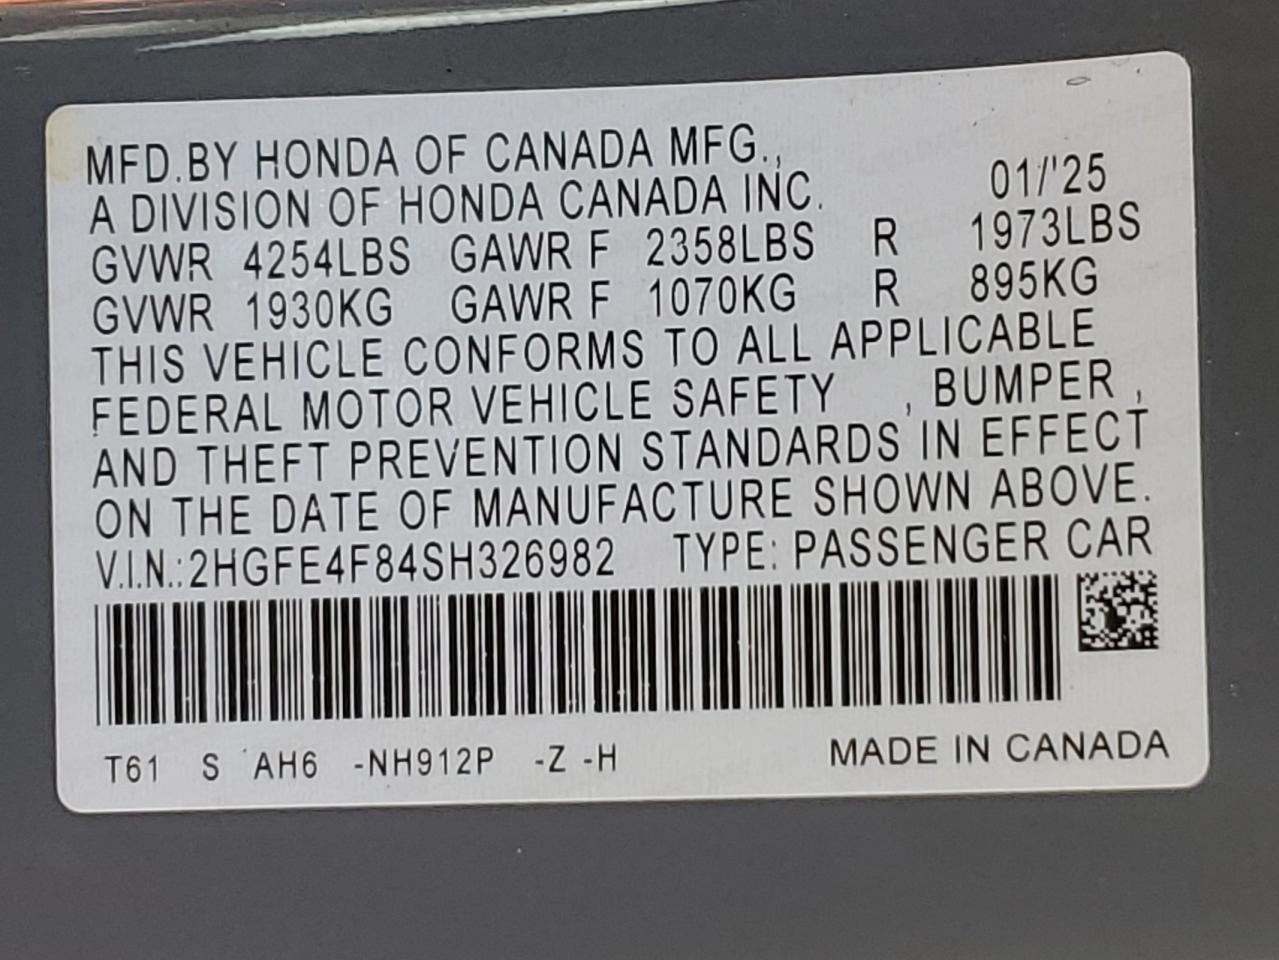 MFD.BY HONDA OF CANADA MFG.,
A DIVISION OF HONDA CANADA INC. 01/'25
GVWR 4254LBS GAWR F 2358LBS R 1973LBS
GVWR 1930KG GAWR F 1070KG R 895KG
THIS VEHICLE CONFORMS TO ALL APPLICABLE
FEDERAL MOTOR VEHICLE SAFETY , BUMPER ,
AND THEFT PREVENTION STANDARDS IN EFFECT
ON THE DATE OF MANUFACTURE SHOWN ABOVE.
V.I.N.:2HGFE4F84SH326982 TYPE: PASSENGER CAR
T61 S AH6 -NH912P -Z -H MADE IN CANADA